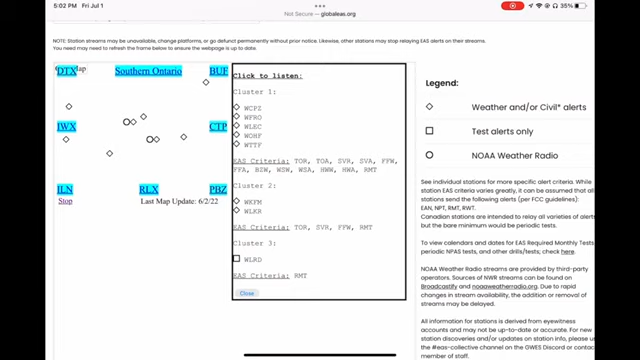 5:02 PM Fri Jul 1
35%
Not Secure — globaleas.org
NOTE: Station streams may be unavailable, change platforms, or go defunct permanently without prior notice. Likewise, other stations may stop relaying EAS alerts on their streams.
You may need to refresh the frame below to ensure the webpage is up to date.
DTX
Southern Ontario
BUF
IWX
CTP
ILN
RLX
PBZ
Stop
Last Map Update: 6/2/22
Click to listen:
Cluster 1:
WCPZ
WFRO
WLEC
WOHF
WTTF
EAS Criteria: TOR, TOA, SVR, SVA, FFW,
FFA, BZW, WSW, WSA, HWW, HWA, RMT
Cluster 2:
WKFM
WLKR
EAS Criteria: TOR, SVR, FFW, RMT
Cluster 3:
WLRD
EAS Criteria: RMT
Close
Legend:
Weather and/or Civil* alerts
Test alerts only
NOAA Weather Radio
See individual stations for more specific alert criteria. While
station EAS criteria varies greatly, it can be assumed that all
stations send the following alerts (per FCC guidelines):
EAN, NPT, RMT, RWT.
Canadian stations are intended to relay all varieties of alerts
but the bare minimum would be periodic tests.
To view calendars and dates for EAS Required Monthly Tests
periodic NPAS tests, and other drills/tests; check here.
NOAA Weather Radio streams are provided by third-party
operators. Sources of NWR streams can be found on
Broadcastify and noaaweatherradio.org. Due to rapid
changes in stream availability, the addition or removal of
streams may be delayed.
All information for stations is derived from eyewitness
accounts and may not be up-to-date or accurate. For new
station discoveries and/or updates on station info, please us
the #eas-collective channel on the GWES Discord or contac
member of staff.